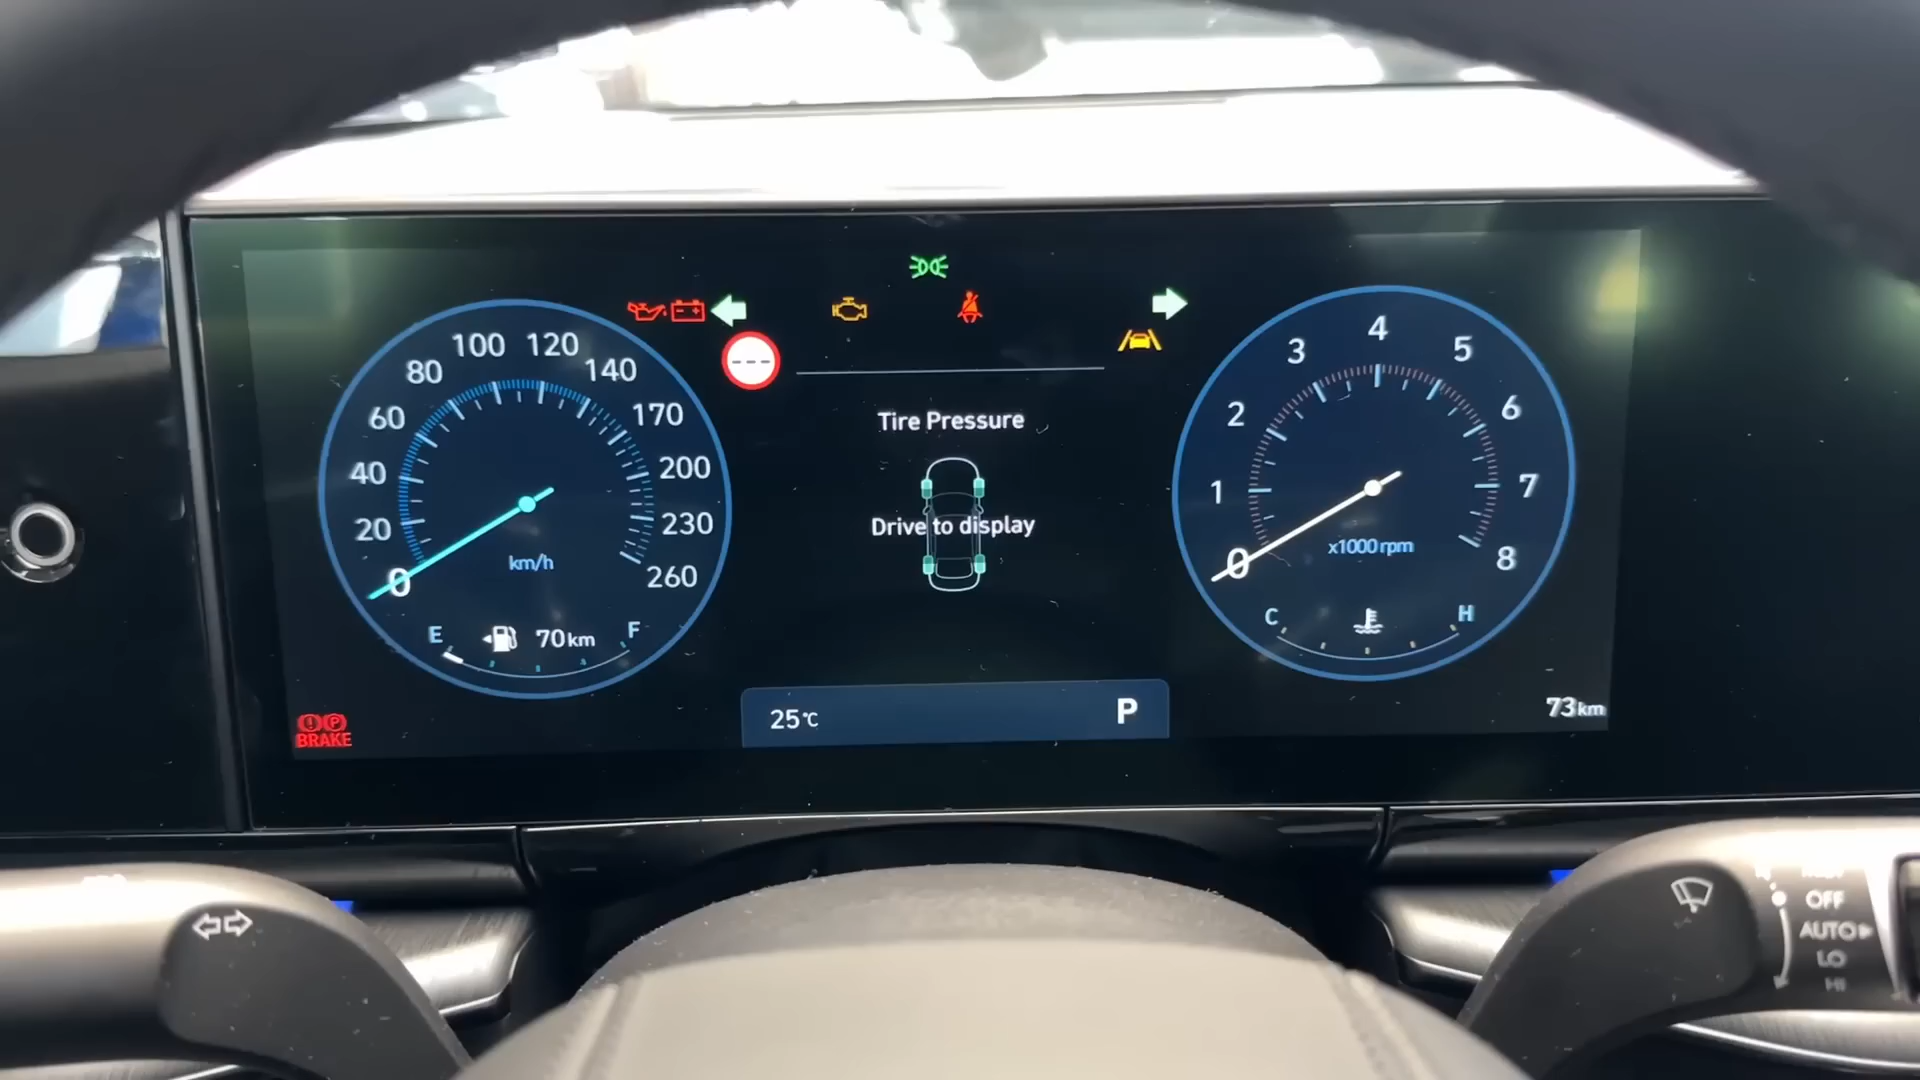 100 120
80 140
60 170
40 200
20 230
0 260
km/h
E 70km F
BRAKE
P
Tire Pressure
Drive to display
25°C P
4
3 5
2 6
1 7
0 8
x1000rpm
C H
73km
OFF
AUTO
LO
HI